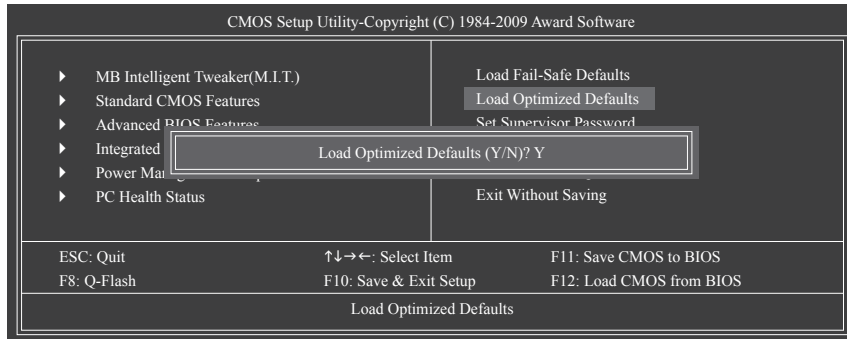 CMOS Setup Utility-Copyright (C) 1984-2009 Award Software
MB Intelligent Tweaker(M.I.T.)
Standard CMOS Features
Advanced BIOS Features
Integrated
PC Health Status
Load Fail-Safe Defaults
Load Optimized Defaults
Set Supervisor Password
Exit Without Saving
Load Optimized Defaults (Y/N)? Y
ESC: Quit
↑↓→←: Select Item
F11: Save CMOS to BIOS
F8: Q-Flash
F10: Save & Exit Setup
F12: Load CMOS from BIOS
Load Optimized Defaults